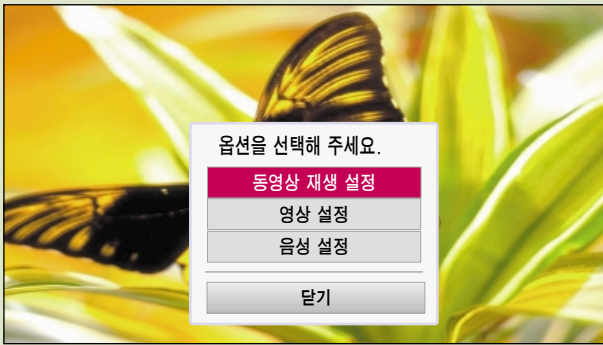 옵션을 선택해 주세요.
동영상 재생 설정
영상 설정
음성 설정
닫기